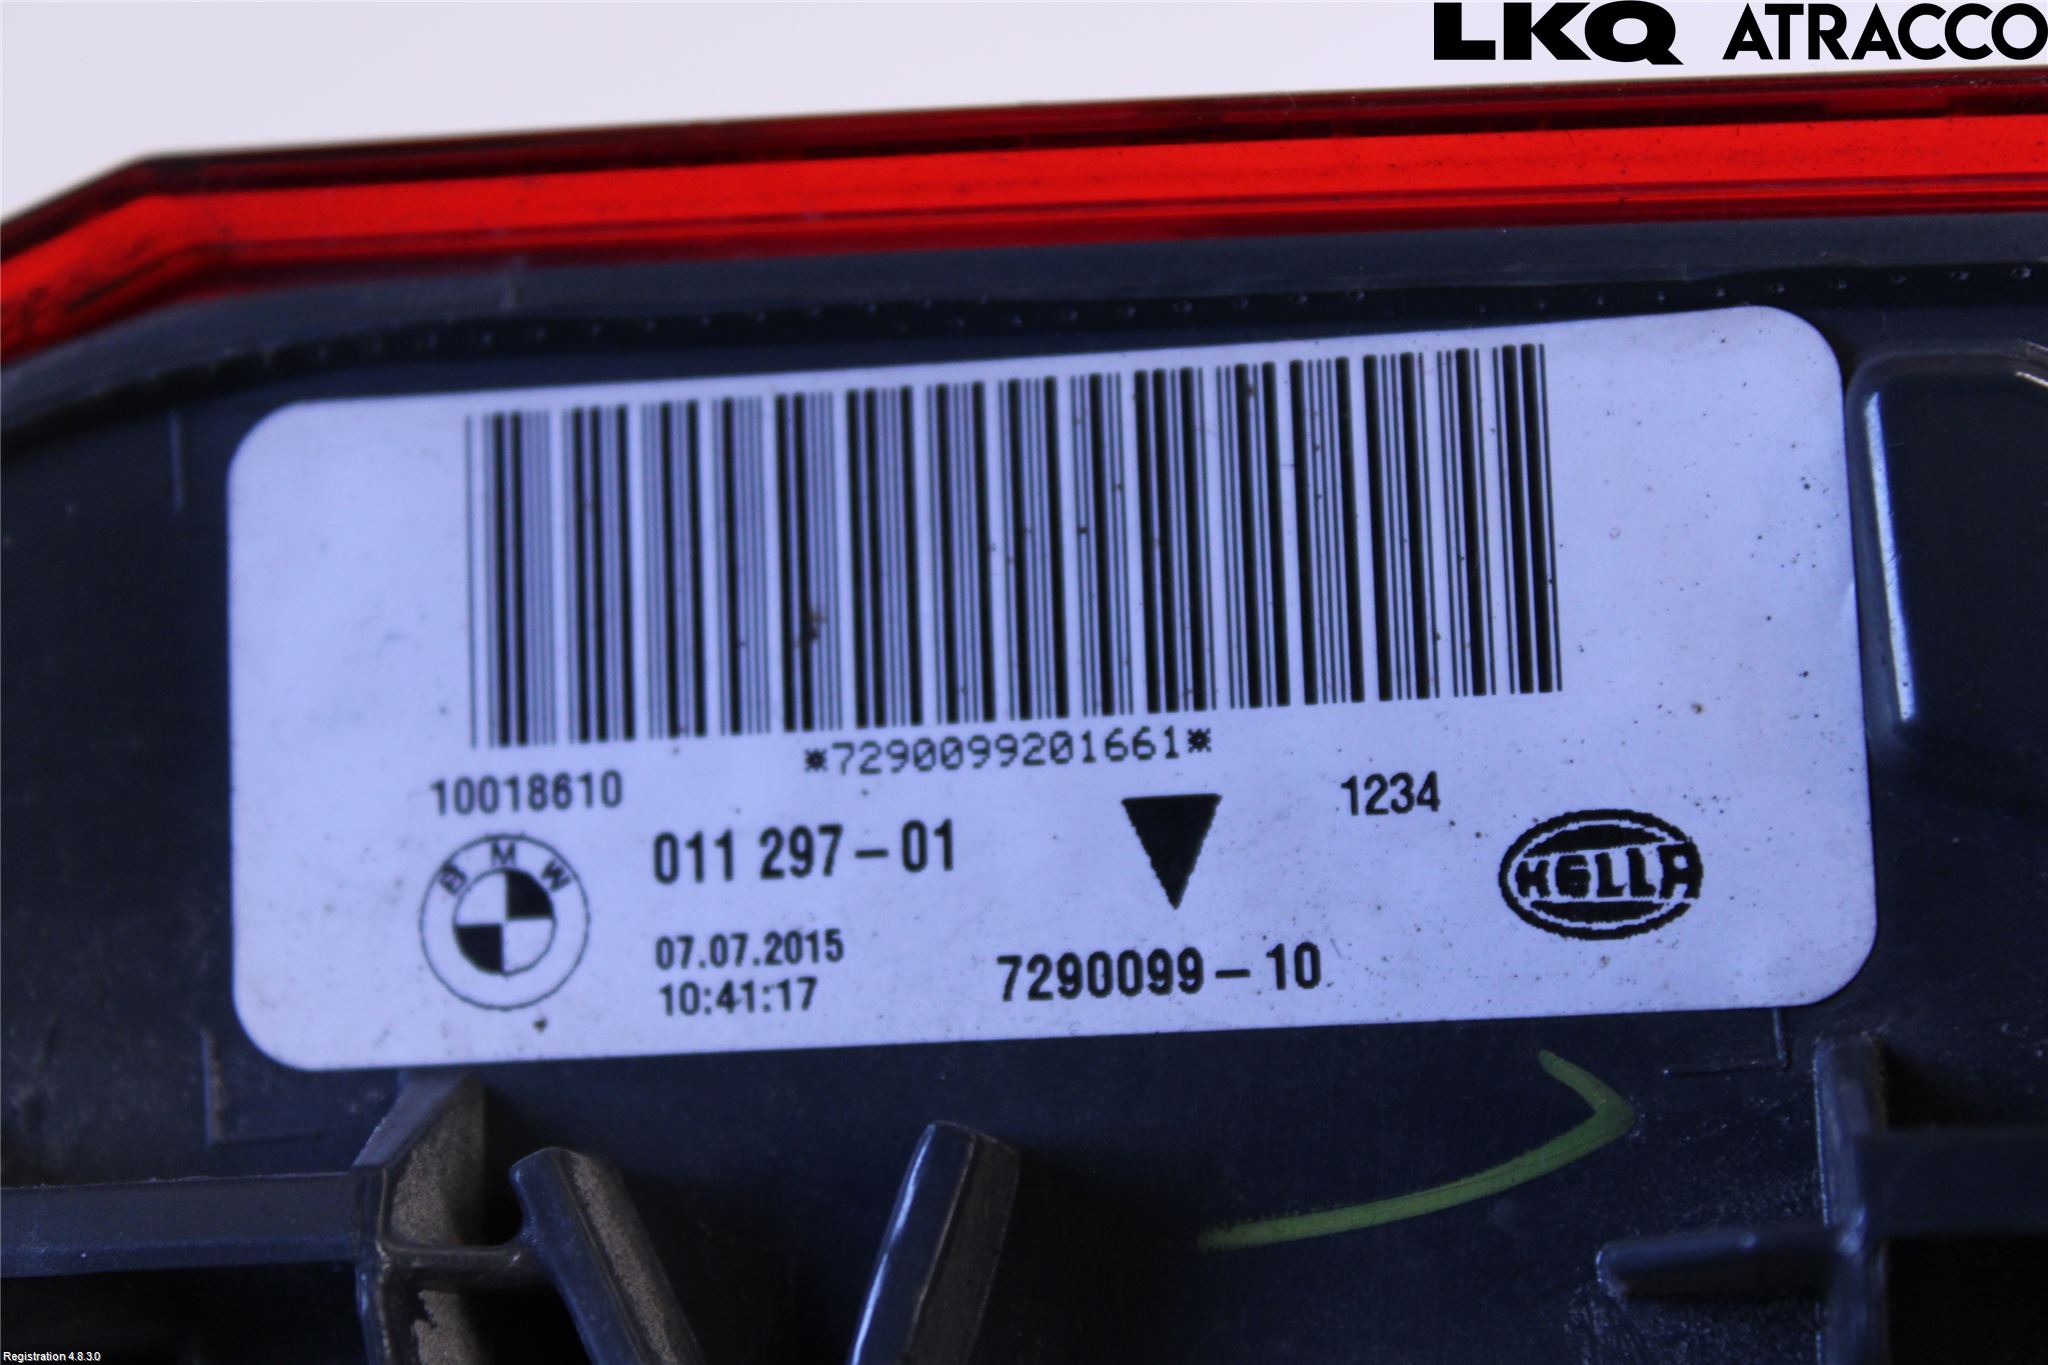 LKQ ATRACCO
*7290099201661*
10018610
1234
BMW
011 297-01
HELLA
07.07.2015
10:41:17
7290099-10
Registration 4.8.3.0